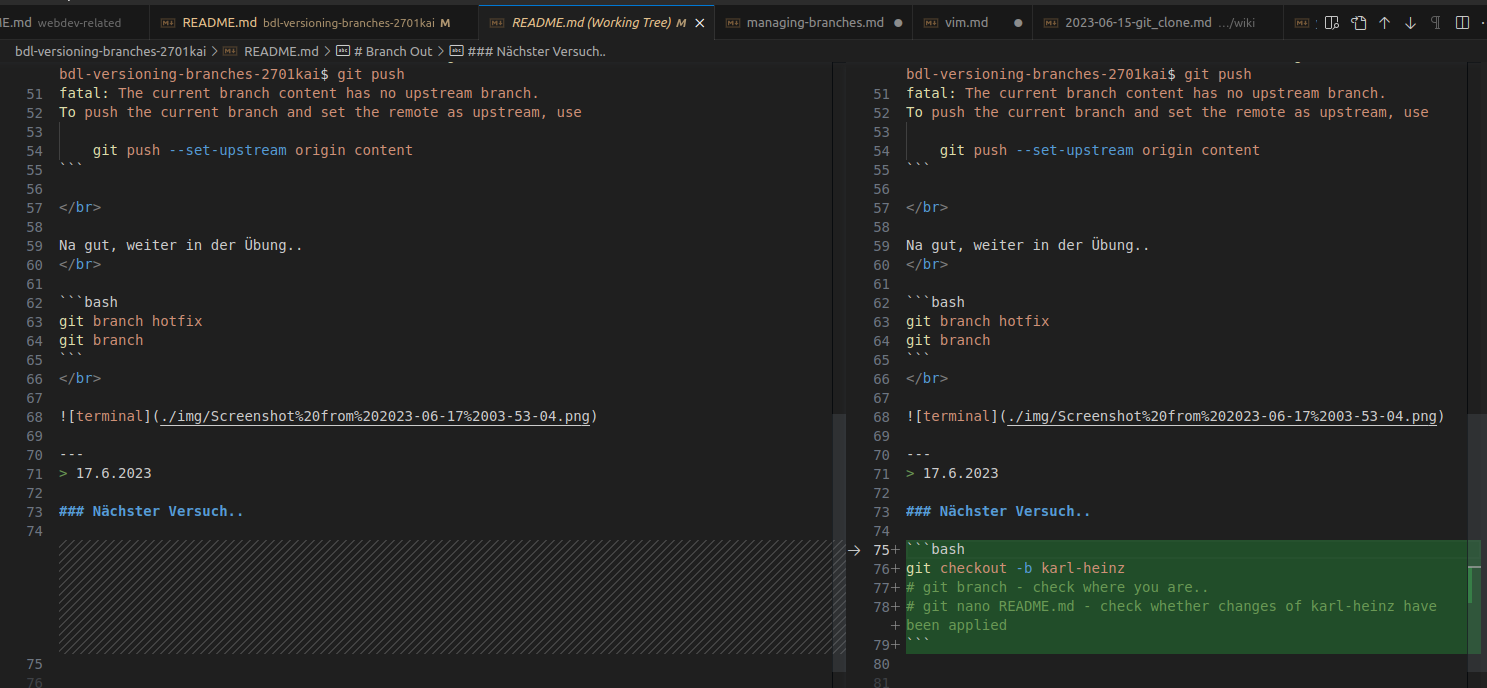 E.md webdev-related README.md bdl-versioning-branches-2701kai M README.md (Working Tree) M managing-branches.md vim.md 2023-06-15-git_clone.md .../wiki
bdl-versioning-branches-2701kai > README.md > # Branch Out > ### Nächster Versuch..
bdl-versioning-branches-2701kai$ git push
51 fatal: The current branch content has no upstream branch.
52 To push the current branch and set the remote as upstream, use
53
54 git push --set-upstream origin content
55 ```
56
57 </br>
58
59 Na gut, weiter in der Übung..
60 </br>
61
62 ```bash
63 git branch hotfix
64 git branch
65 ```
66 </br>
67
68 ![terminal](./img/Screenshot%20from%202023-06-17%2003-53-04.png)
69
70 ---
71 > 17.6.2023
72
73 ### Nächster Versuch..
74
75
76
bdl-versioning-branches-2701kai$ git push
51 fatal: The current branch content has no upstream branch.
52 To push the current branch and set the remote as upstream, use
53
54 git push --set-upstream origin content
55 ```
56
57 </br>
58
59 Na gut, weiter in der Übung..
60 </br>
61
62 ```bash
63 git branch hotfix
64 git branch
65 ```
66 </br>
67
68 ![terminal](./img/Screenshot%20from%202023-06-17%2003-53-04.png)
69
70 ---
71 > 17.6.2023
72
73 ### Nächster Versuch..
74
75+ ```bash
76+ git checkout -b karl-heinz
77+ # git branch - check where you are..
78+ # git nano README.md - check whether changes of karl-heinz have
+ been applied
79+ ```
80
81